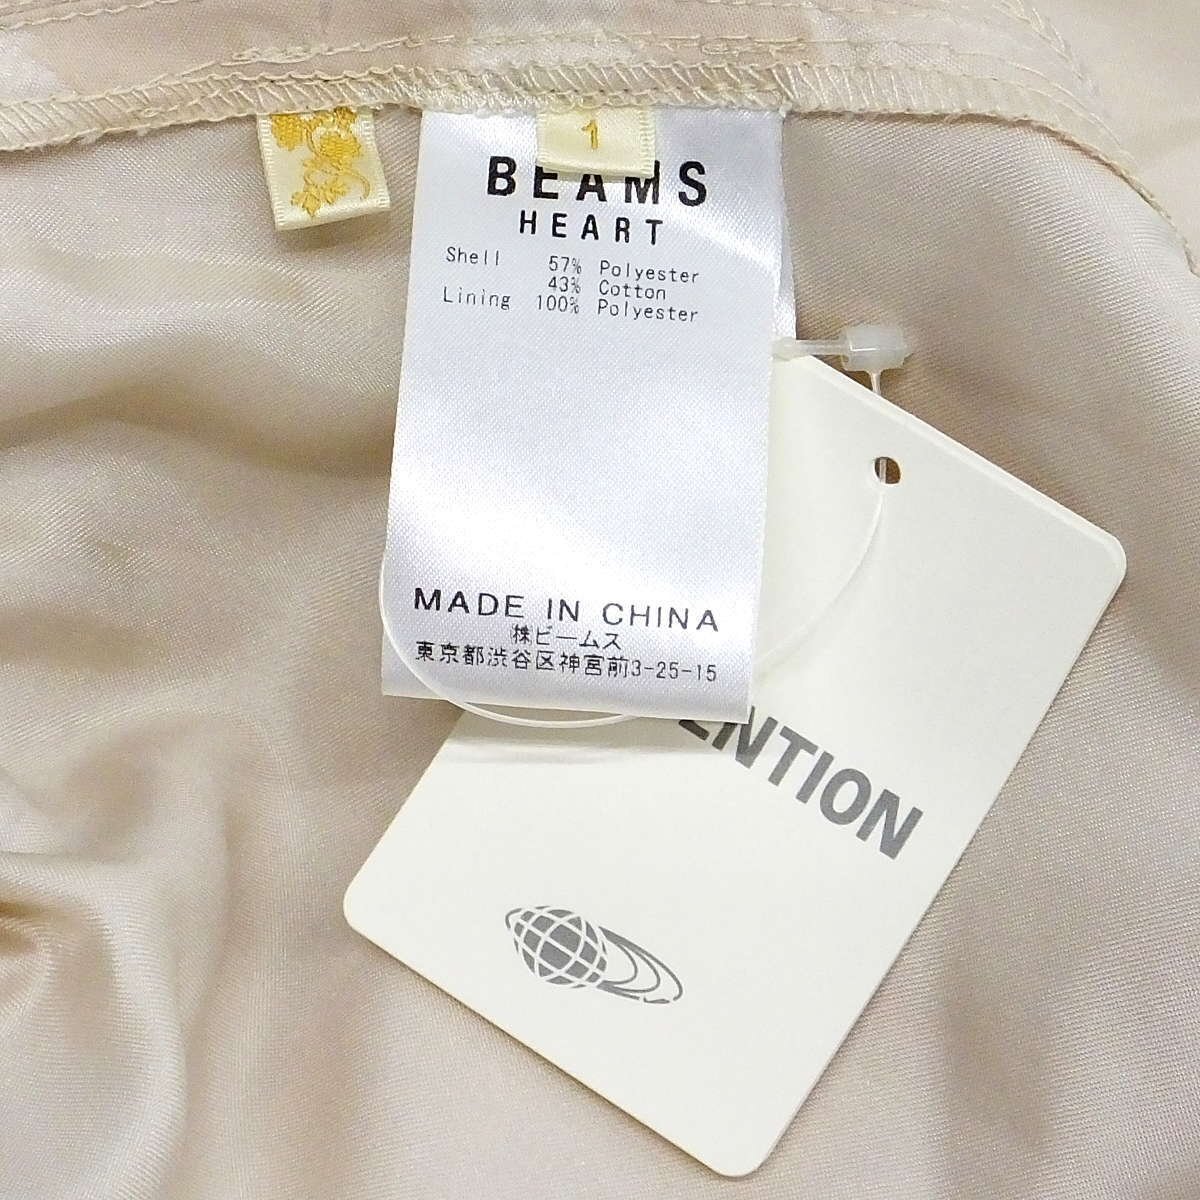 1
BEAMS
HEART
Shell 57% Polyester
43% Cotton
Lining 100% Polyester
MADE IN CHINA
㈱ビームス
東京都渋谷区神宮前3-25-15
ENTION